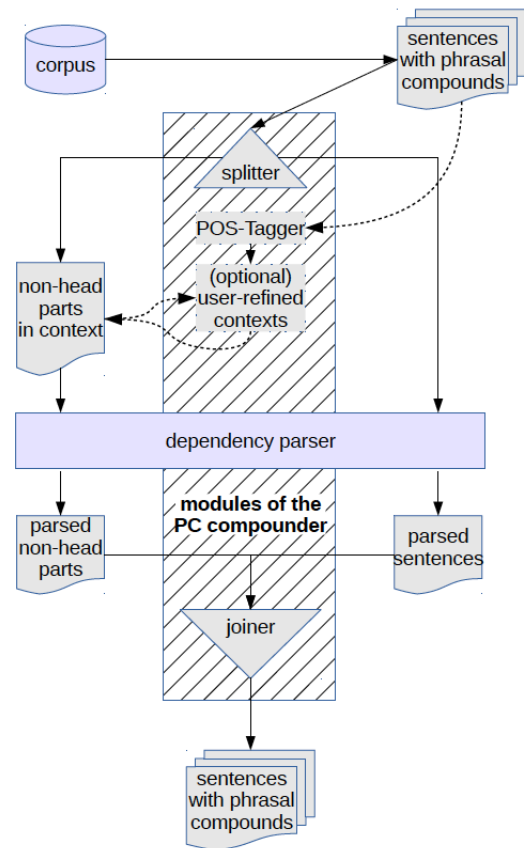 corpus
sentences
with phrasal
compounds
splitter
POS-Tagger
(optional)
user-refined
contexts
non-head
parts
in context
dependency parser
modules of the
PC compounder
parsed
non-head
parts
parsed
sentences
joiner
sentences
with phrasal
compounds